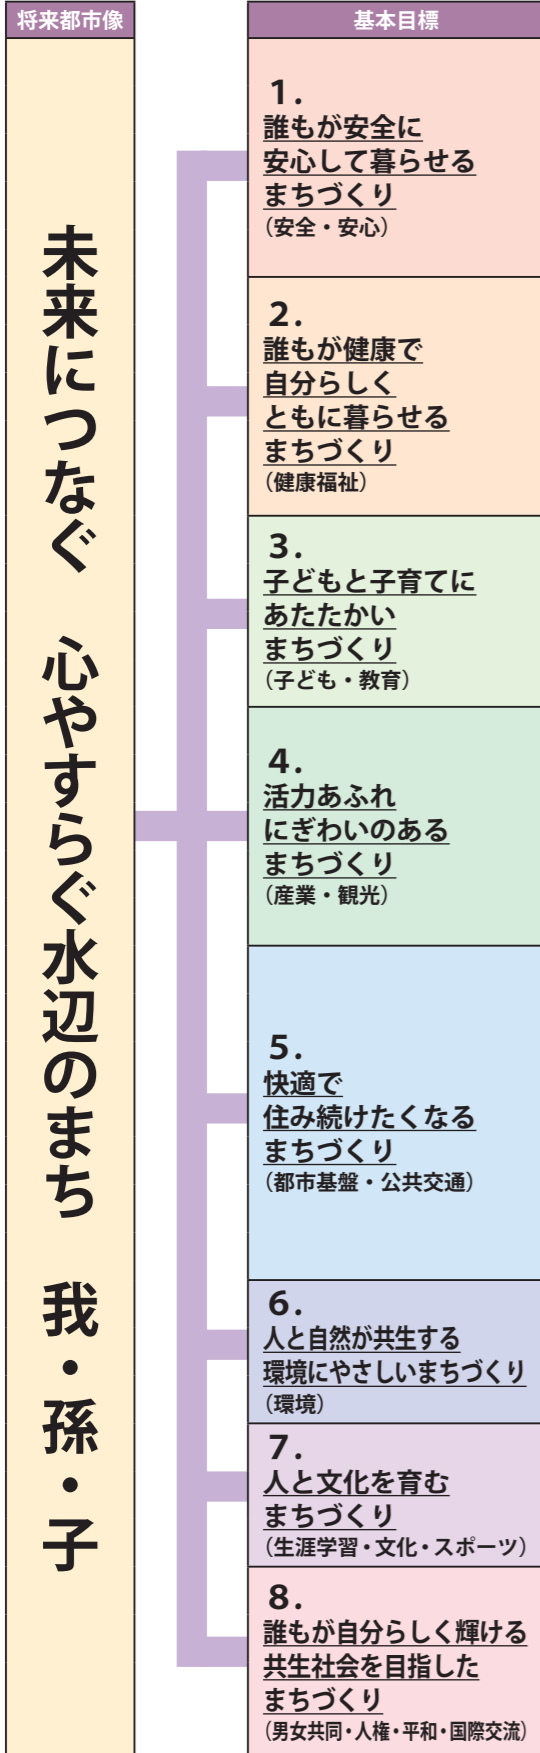 将来都市像
未来につなぐ 心やすらぐ水辺のまち 我・孫・子
基本目標
1.
誰もが安全に
安心して暮らせる
まちづくり
（安全・安心）
2.
誰もが健康で
自分らしく
ともに暮らせる
まちづくり
（健康福祉）
3.
子どもと子育てに
あたたかい
まちづくり
（子ども・教育）
4.
活力あふれ
にぎわいのある
まちづくり
（産業・観光）
5.
快適で
住み続けたくなる
まちづくり
（都市基盤・公共交通）
6.
人と自然が共生する
環境にやさしいまちづくり
（環境）
7.
人と文化を育む
まちづくり
（生涯学習・文化・スポーツ）
8.
誰もが自分らしく輝ける
共生社会を目指した
まちづくり
（男女共同・人権・平和・国際交流）